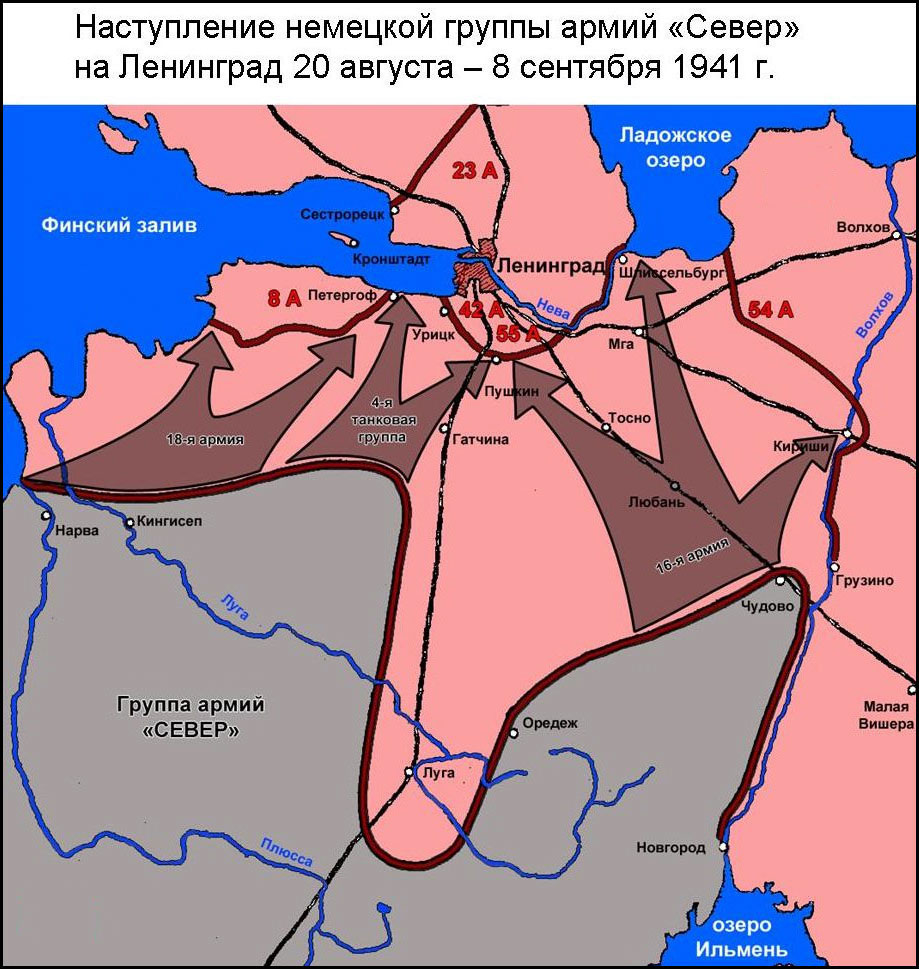 Наступление немецкой группы армий «Север»
на Ленинград 20 августа – 8 сентября 1941 г.
Ладожское
озеро
23 А
Сестрорецк
Финский залив
Волхов
Кронштадт
Ленинград
Шлиссельбург
8 А
Петергоф
42 А
Нева
54 А
Волхов
Урицк
55 А
Мга
Пушкин
4-я
танковая
группа
18-я армия
Гатчина
Тосно
Кириши
Любань
Нарва
Кингисеп
16-я армия
Грузино
Чудово
Луга
Группа армий
«СЕВЕР»
Малая
Вишера
Оредеж
Луга
Плюсса
Новгород
озеро
Ильмень